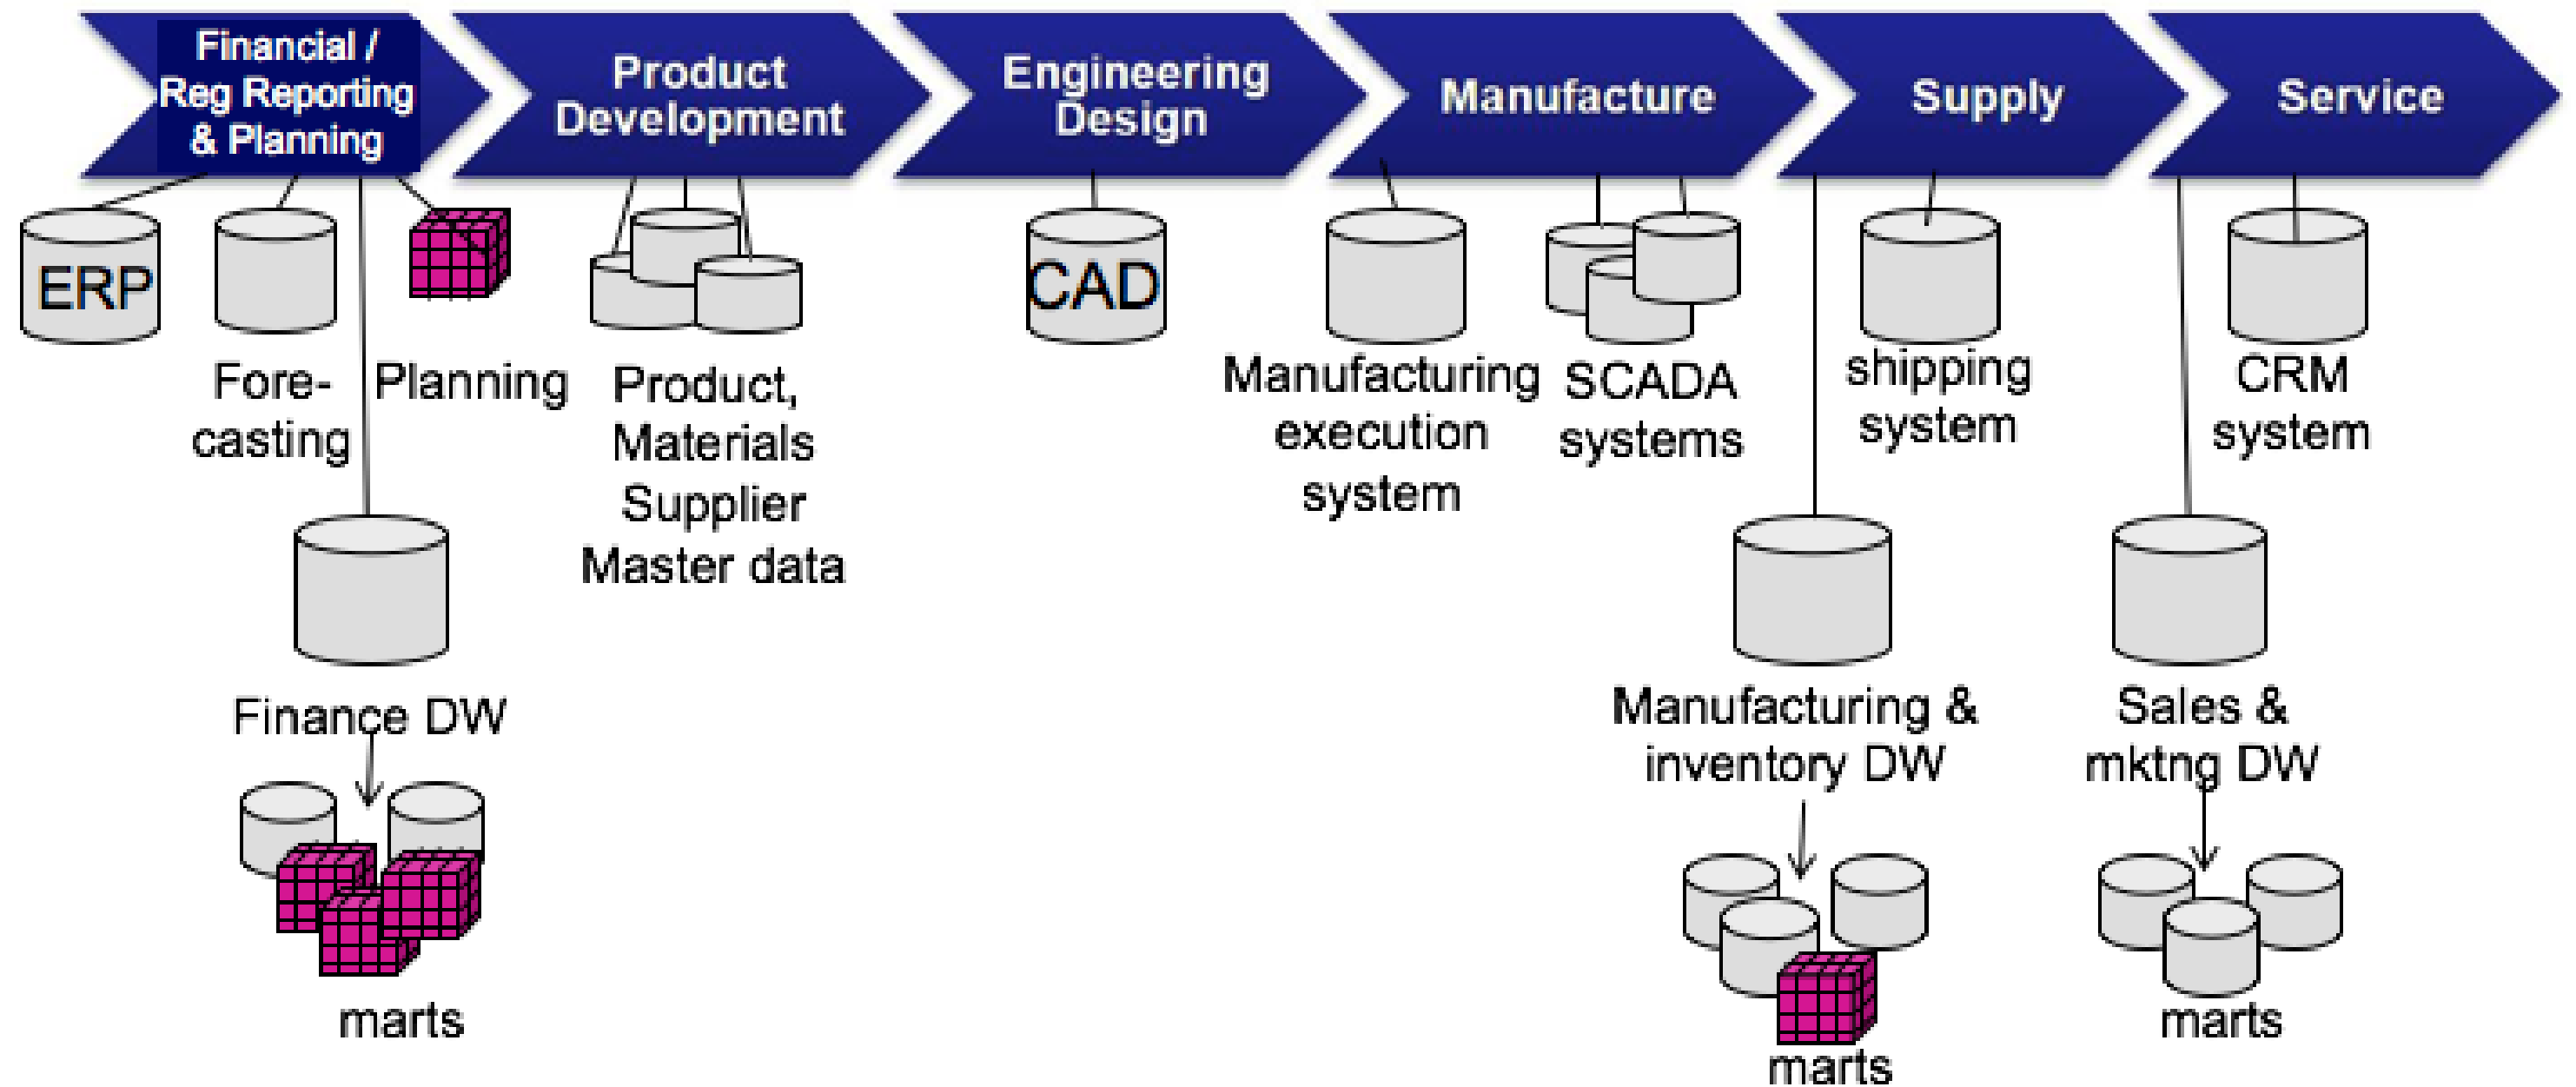 Financial /
Reg Reporting
& Planning
Product
Development
Engineering
Design
Manufacture
Supply
Service
ERP
Fore-
casting
Planning
Product,
Materials
Supplier
Master data
CAD
Manufacturing
execution
system
SCADA
systems
shipping
system
CRM
system
Finance DW
marts
Manufacturing &
inventory DW
marts
Sales &
mktng DW
marts